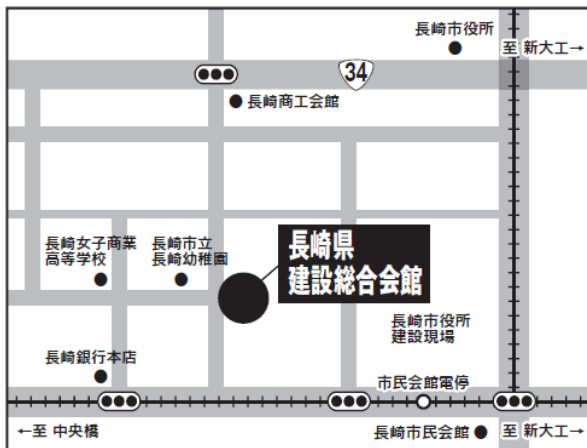 長崎市役所
至 新大工→
34
長崎商工会館
長崎県
建設総合会館
長崎女子商業
高等学校
長崎市立
長崎幼稚園
長崎市役所
建設現場
長崎銀行本店
市民会館電停
←至 中央橋
長崎市民会館
至 新大工→